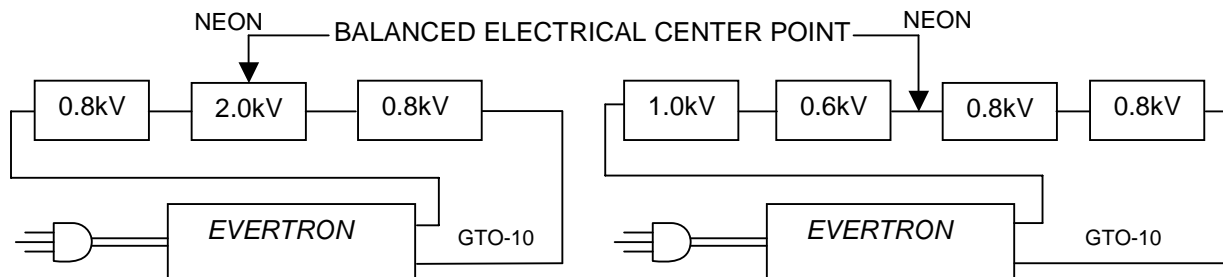 NEON BALANCED ELECTRICAL CENTER POINT NEON
0.8kV 2.0kV 0.8kV 1.0kV 0.6kV 0.8kV 0.8kV
EVERTRON GTO-10 EVERTRON GTO-10